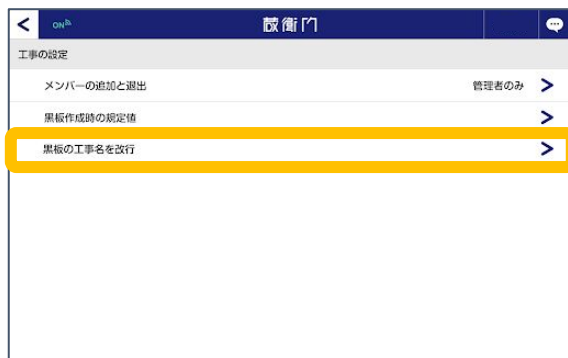 ON
蔵衛門
工事の設定
メンバーの追加と退出 管理者のみ
黒板作成時の規定値
黒板の工事名を改行